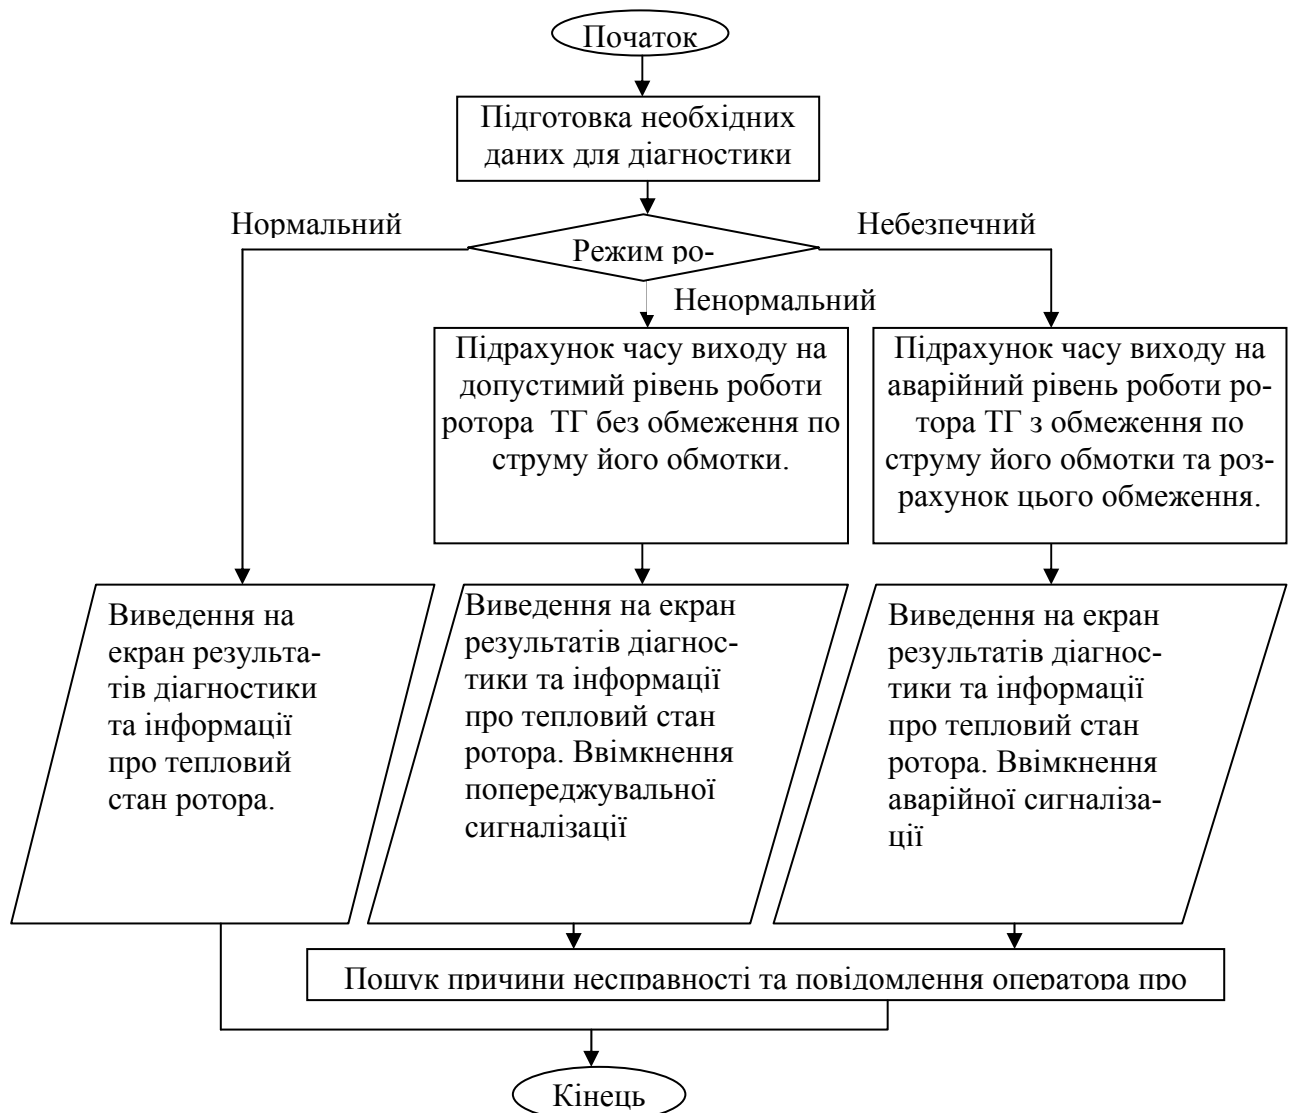 Початок
Підготовка необхідних
даних для діагностики
Нормальний
Небезпечний
Режим ро-
Ненормальний
Підрахунок часу виходу на
допустимий рівень роботи
ротора ТГ без обмеження по
струму його обмотки.
Підрахунок часу виходу на
аварійний рівень роботи ро-
тора ТГ з обмеження по
струму його обмотки та роз-
рахунок цього обмеження.
Виведення на
екран результа-
тів діагностики
та інформації
про тепловий
стан ротора.
Виведення на екран
результатів діагнос-
тики та інформації
про тепловий стан
ротора. Ввімкнення
попереджувальної
сигналізації
Виведення на екран
результатів діагнос-
тики та інформації
про тепловий стан
ротора. Ввімкнення
аварійної сигналіза-
ції
Пошук причини несправності та повідомлення оператора про
Кінець